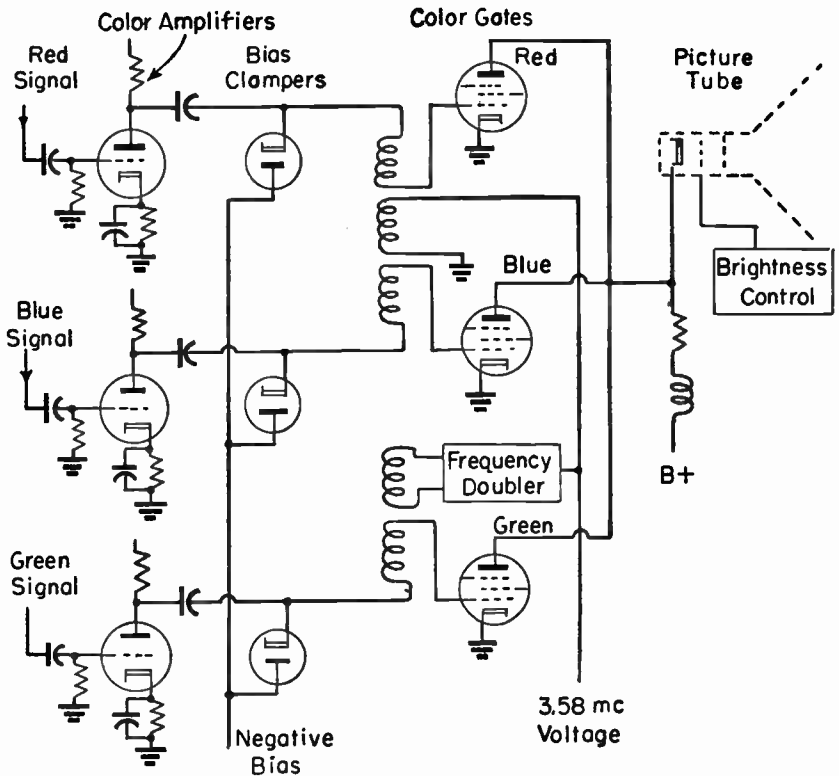 Color Amplifiers
Color Gates
Red
Signal
Bias
Clampers
Red
Picture
Tube
Blue
Brightness
Control
Blue
Signal
B+
Frequency
Doubler
Green
Green
Signal
3.58 mc
Voltage
Negative
Bias